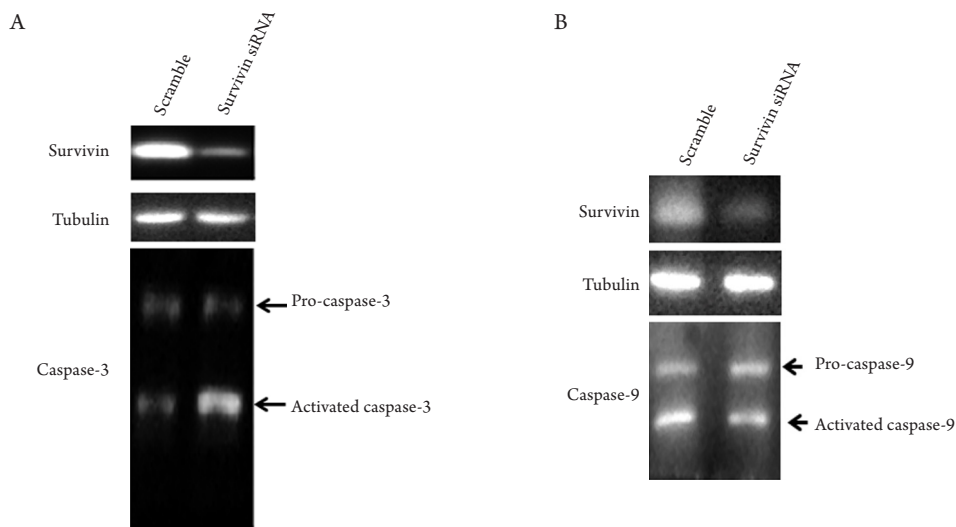 A
Scramble
Survivin siRNA
Survivin
Tubulin
Caspase-3
Pro-caspase-3
Activated caspase-3
B
Scramble
Survivin siRNA
Survivin
Tubulin
Caspase-9
Pro-caspase-9
Activated caspase-9